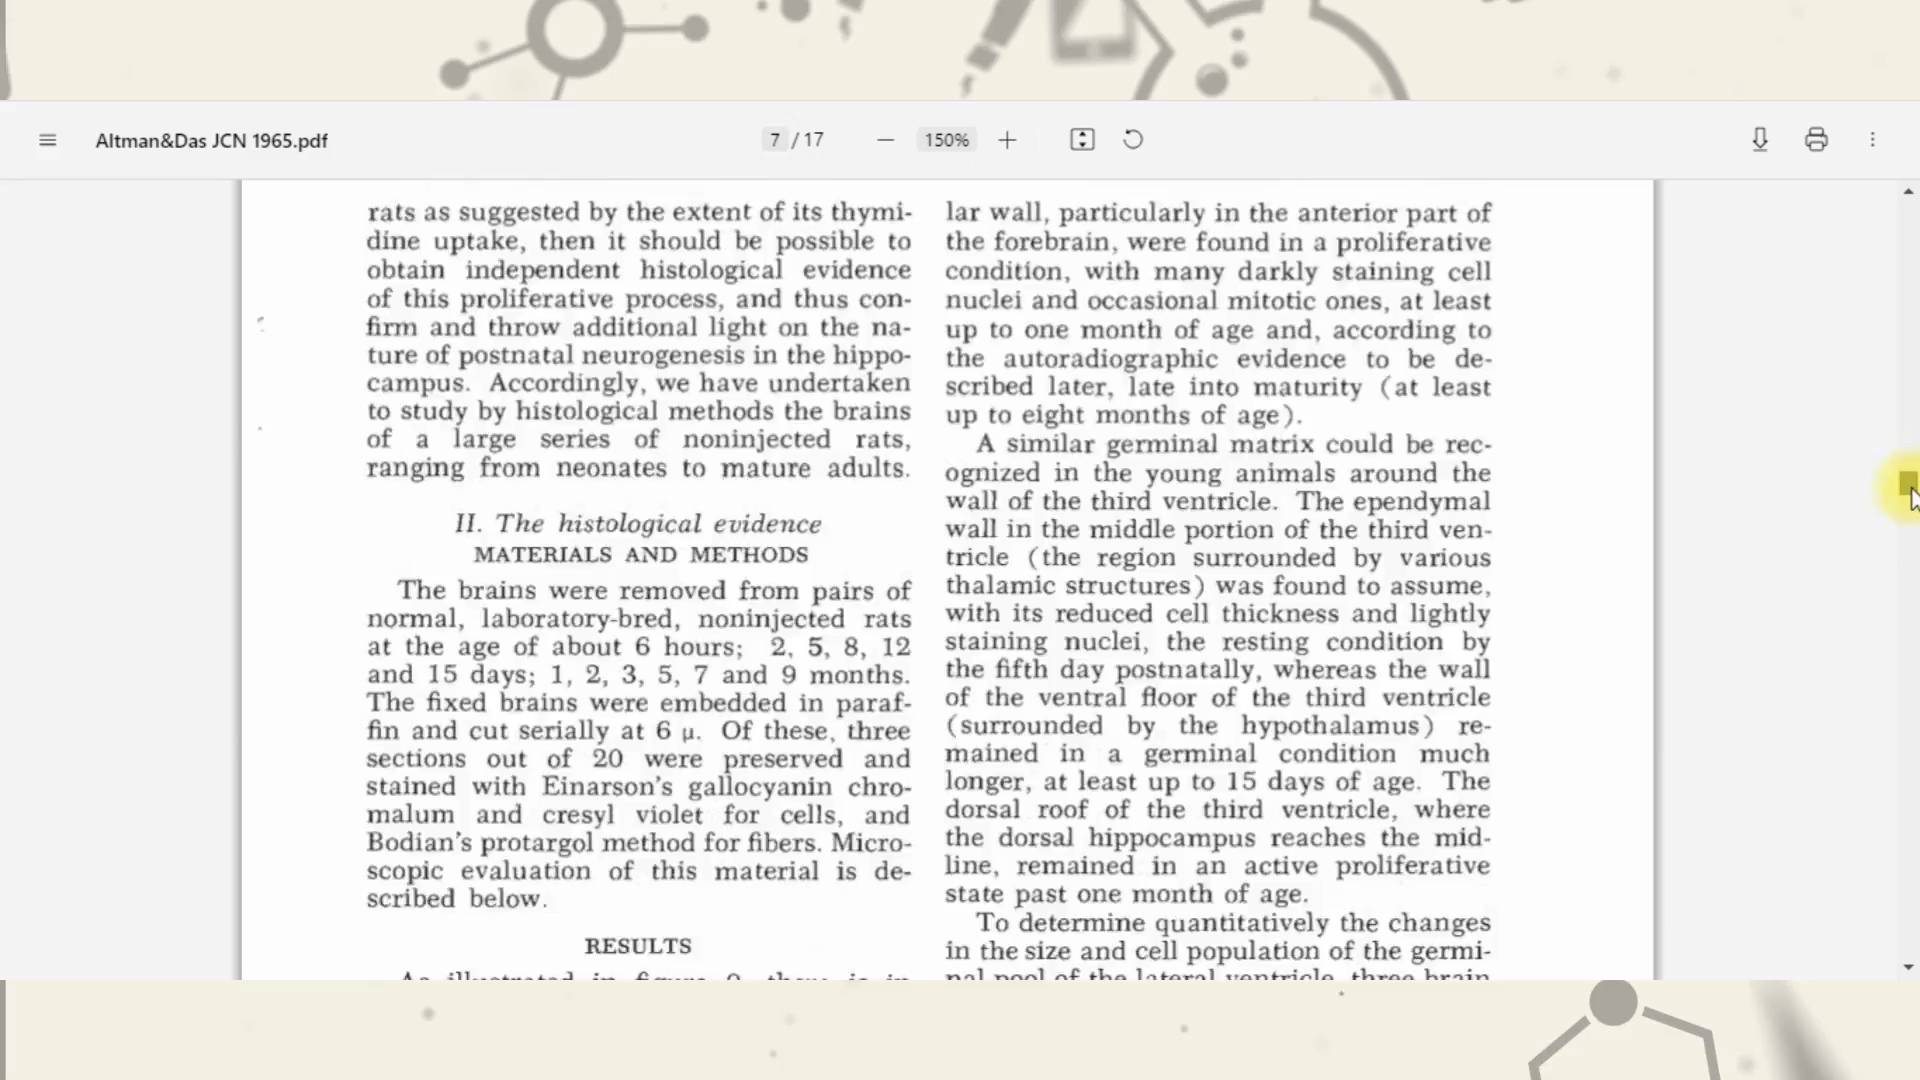 Altman&Das JCN 1965.pdf
7 / 17
150%
rats as suggested by the extent of its thymi-
dine uptake, then it should be possible to
obtain independent histological evidence
of this proliferative process, and thus con-
firm and throw additional light on the na-
ture of postnatal neurogenesis in the hippo-
campus. Accordingly, we have undertaken
to study by histological methods the brains
of a large series of noninjected rats,
ranging from neonates to mature adults.
II. The histological evidence
MATERIALS AND METHODS
The brains were removed from pairs of
normal, laboratory-bred, noninjected rats
at the age of about 6 hours; 2, 5, 8, 12
and 15 days; 1, 2, 3, 5, 7 and 9 months.
The fixed brains were embedded in paraf-
fin and cut serially at 6 μ. Of these, three
sections out of 20 were preserved and
stained with Einarson's gallocyanin chro-
malum and cresyl violet for cells, and
Bodian's protargol method for fibers. Micro-
scopic evaluation of this material is de-
scribed below.
RESULTS
As illustrated in figure 9, there is in
lar wall, particularly in the anterior part of
the forebrain, were found in a proliferative
condition, with many darkly staining cell
nuclei and occasional mitotic ones, at least
up to one month of age and, according to
the autoradiographic evidence to be de-
scribed later, late into maturity (at least
up to eight months of age).
A similar germinal matrix could be rec-
ognized in the young animals around the
wall of the third ventricle. The ependymal
wall in the middle portion of the third ven-
tricle (the region surrounded by various
thalamic structures) was found to assume,
with its reduced cell thickness and lightly
staining nuclei, the resting condition by
the fifth day postnatally, whereas the wall
of the ventral floor of the third ventricle
(surrounded by the hypothalamus) re-
mained in a germinal condition much
longer, at least up to 15 days of age. The
dorsal roof of the third ventricle, where
the dorsal hippocampus reaches the mid-
line, remained in an active proliferative
state past one month of age.
To determine quantitatively the changes
in the size and cell population of the germi-
nal pool of the lateral ventricle, three brain